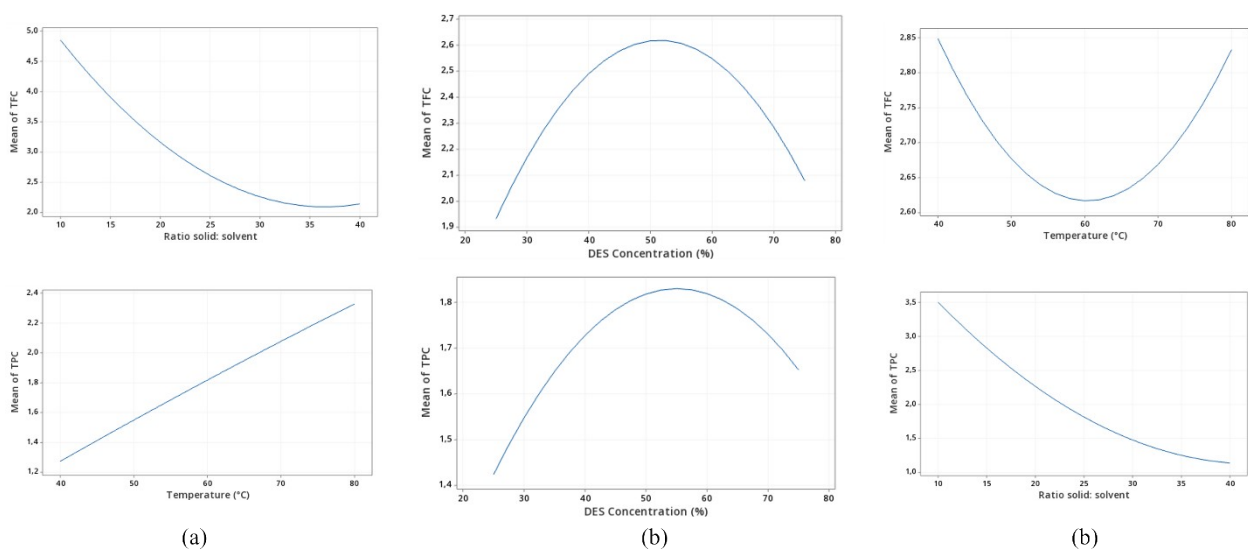 Mean of TFC
5,0
4,5
4,0
3,5
3,0
2,5
2,0
10 15 20 25 30 35 40
Ratio solid: solvent
Mean of TFC
2,7
2,6
2,5
2,4
2,3
2,2
2,1
2,0
1,9
20 30 40 50 60 70 80
DES Concentration (%)
Mean of TFC
2,85
2,80
2,75
2,70
2,65
2,60
40 50 60 70 80
Temperature (°C)
Mean of TPC
2,4
2,2
2,0
1,8
1,6
1,4
1,2
40 50 60 70 80
Temperature (°C)
Mean of TPC
1,8
1,7
1,6
1,5
1,4
20 30 40 50 60 70 80
DES Concentration (%)
Mean of TPC
3,5
3,0
2,5
2,0
1,5
1,0
10 15 20 25 30 35 40
Ratio solid: solvent
(a) (b) (b)